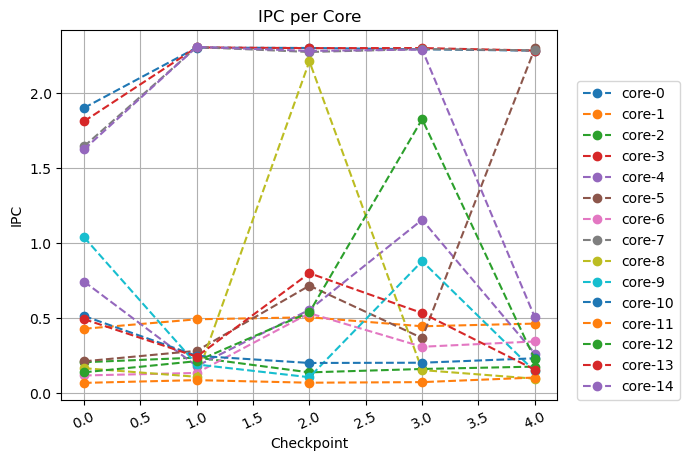 IPC per Core
IPC
2.0
1.5
1.0
0.5
0.0
0.0
0.5
1.0
1.5
2.0
2.5
3.0
3.5
4.0
Checkpoint
core-0
core-1
core-2
core-3
core-4
core-5
core-6
core-7
core-8
core-9
core-10
core-11
core-12
core-13
core-14